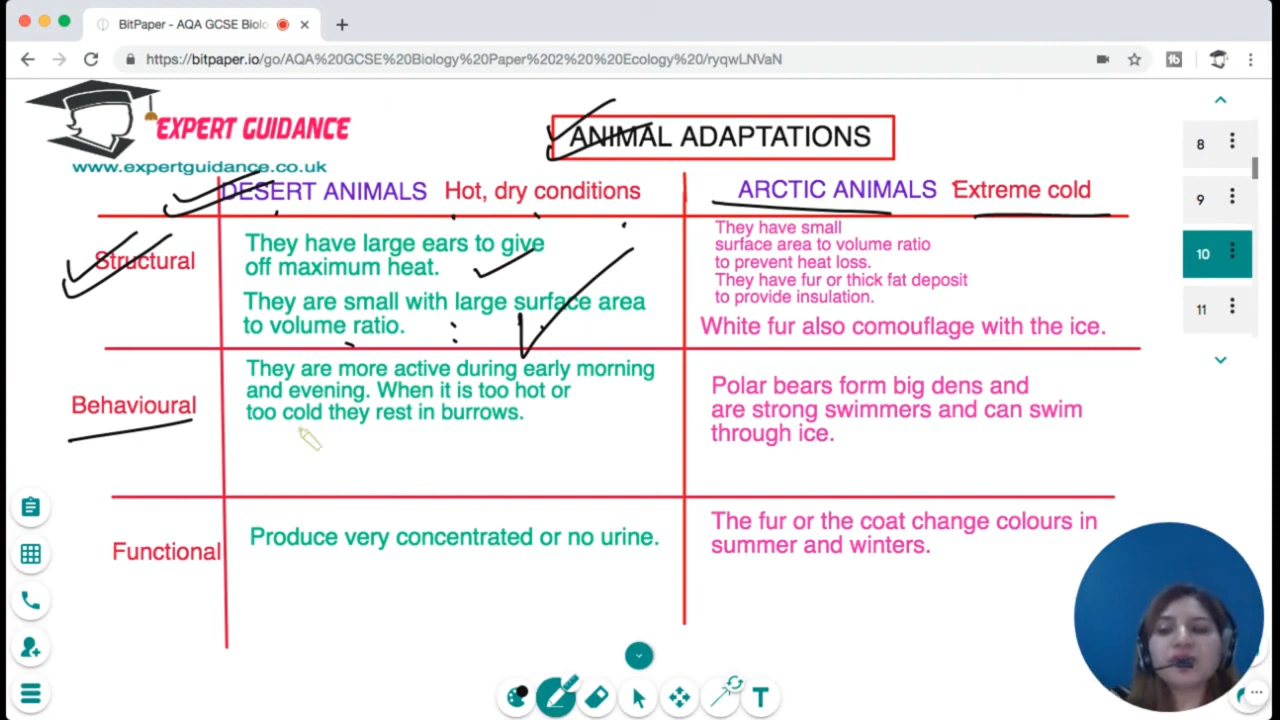 BitPaper - AQA GCSE Biolo
https://bitpaper.io/go/AQA%20GCSE%20Biology%20Paper%202%20%20Ecology%20/ryqwLNVaN
EXPERT GUIDANCE
www.expertguidance.co.uk
ANIMAL ADAPTATIONS
DESERT ANIMALS Hot, dry conditions
ARCTIC ANIMALS Extreme cold
Structural
They have large ears to give
off maximum heat.
They are small with large surface area
to volume ratio.
They have small
surface area to volume ratio
to prevent heat loss.
They have fur or thick fat deposit
to provide insulation.
White fur also comouflage with the ice.
Behavioural
They are more active during early morning
and evening. When it is too hot or
too cold they rest in burrows.
Polar bears form big dens and
are strong swimmers and can swim
through ice.
Functional
Produce very concentrated or no urine.
The fur or the coat change colours in
summer and winters.
8
9
10
11
T